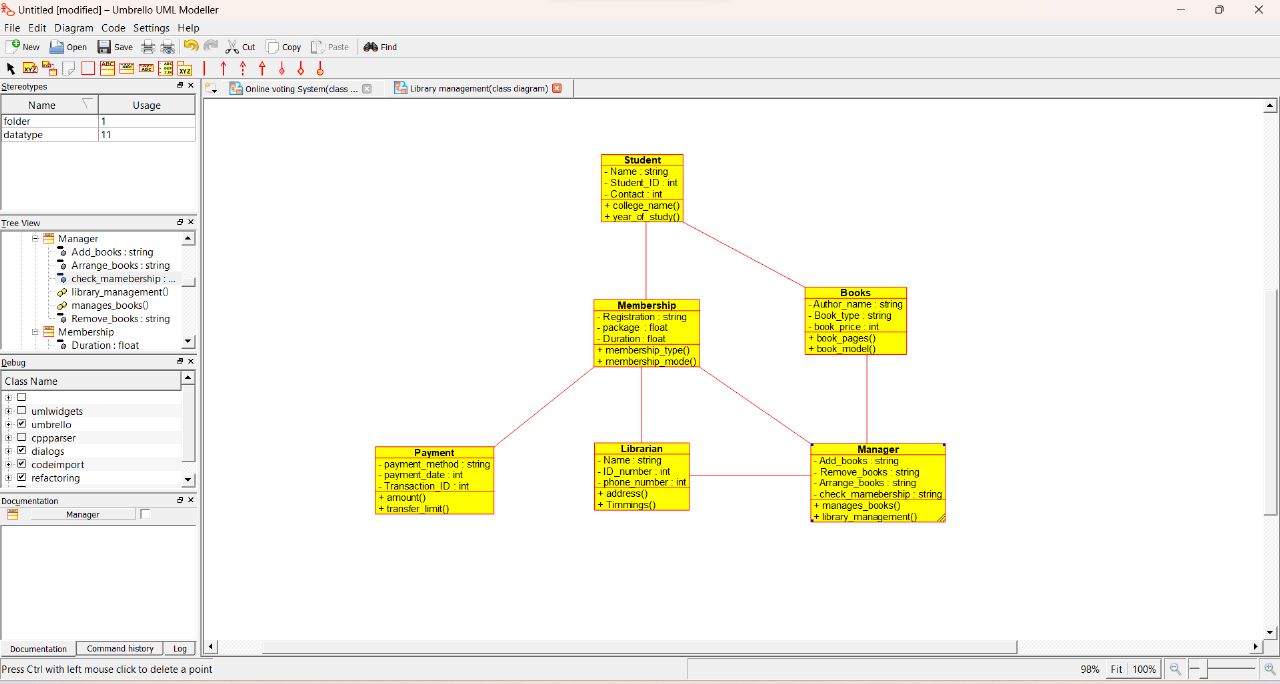 Untitled [modified] – Umbrello UML Modeller
File Edit Diagram Code Settings Help
New Open Save Cut Copy Paste Find
Stereotypes
Name Usage
folder 1
datatype 11
Tree View
Manager
Add_books : string
Arrange_books : string
check_mamebership : ...
library_management()
manages_books()
Remove_books : string
Membership
Duration : float
Debug
Class Name
umlwidgets
umbrello
cppparser
dialogs
codeimport
refactoring
Documentation
Manager
Documentation Command history Log
Press Ctrl with left mouse click to delete a point
Online voting System(class ...
Library management(class diagram)
Student
- Name : string
- Student_ID : int
- Contact : int
+ college_name()
+ year_of_study()
Membership
- Registration : string
- package : float
- Duration : float
+ membership_type()
+ membership_mode()
Books
- Author_name : string
- Book_type : string
- book_price : int
+ book_pages()
+ book_model()
Payment
- payment_method : string
- payment_date : int
- Transaction_ID : int
+ amount()
+ transfer_limit()
Librarian
- Name : string
- ID_number : int
- phone_number : int
+ address()
+ Timmings()
Manager
- Add_books : string
- Remove_books : string
- Arrange_books : string
- check_mamebership : string
+ manages_books()
+ library_management()
98% Fit 100%